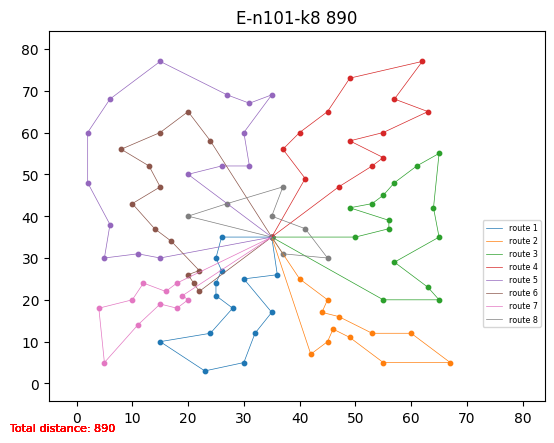 E-n101-k8 890
80
70
60
50
40
30
20
10
0
route 1
route 2
route 3
route 4
route 5
route 6
route 7
route 8
0 10 20 30 40 50 60 70 80
Total distance: 890